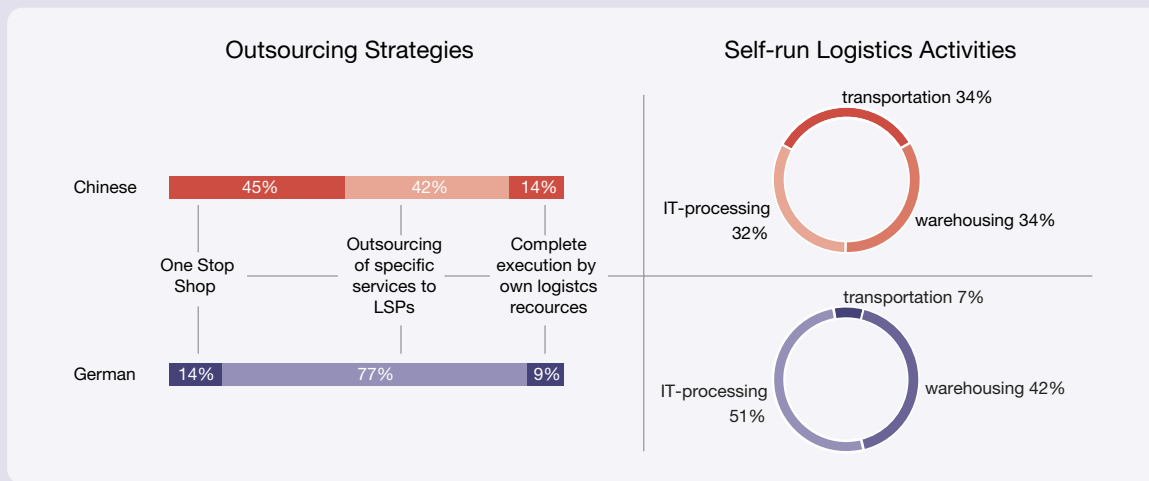 Outsourcing Strategies
Chinese
45%
42%
14%
One Stop
Shop
Outsourcing
of specific
services to
LSPs
Complete
execution by
own logistcs
recources
German
14%
77%
9%
Self-run Logistics Activities
transportation 34%
IT-processing
32%
warehousing 34%
transportation 7%
IT-processing
51%
warehousing 42%